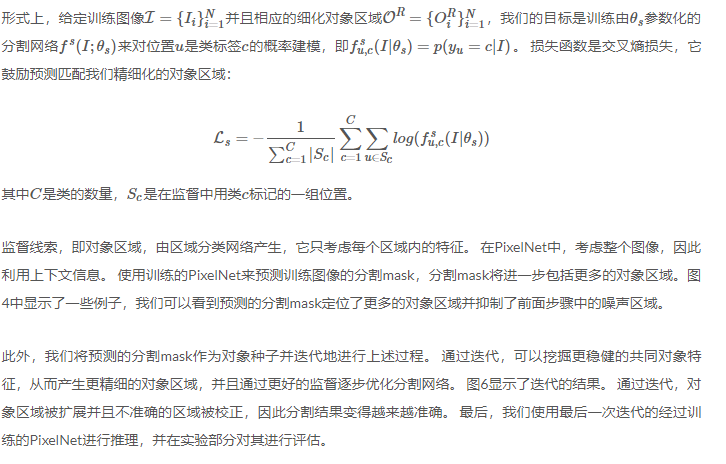 形式上，给定训练图像$\mathcal{I} = \{I_i\}_{i=1}^{N}$并且相应的细化对象区域$\mathcal{O}^R = \{O_i^R\}_{i=1}^{N}$，我们的目标是训练由$\theta_s$参数化的
分割网络$f^s(I; \theta_s)$来对位置$u$是类标签$c$的概率建模，即$f_{u,c}^s(I|\theta_s) = p(y_u = c|I)$。 损失函数是交叉熵损失，它
鼓励预测匹配我们精细化的对象区域：
$$\mathcal{L}_s = -\frac{1}{\sum_{c=1}^{C} |S_c|} \sum_{c=1}^{C} \sum_{u \in S_c} log(f_{u,c}^s(I|\theta_s))$$
其中$C$是类的数量，$S_c$是在监督中用类$c$标记的一组位置。
监督线索，即对象区域，由区域分类网络产生，它只考虑每个区域内的特征。 在PixelNet中，考虑整个图像，因此
利用上下文信息。 使用训练的PixelNet来预测训练图像的分割mask，分割mask将进一步包括更多的对象区域。图
4中显示了一些例子，我们可以看到预测的分割mask定位了更多的对象区域并抑制了前面步骤中的噪声区域。
此外，我们将预测的分割mask作为对象种子并迭代地进行上述过程。 通过迭代，可以挖掘更稳健的共同对象特
征，从而产生更精细的对象区域，并且通过更好的监督逐步优化分割网络。 图6显示了迭代的结果。 通过迭代，对
象区域被扩展并且不准确的区域被校正，因此分割结果变得越来越准确。 最后，我们使用最后一次迭代的经过训
练的PixelNet进行推理，并在实验部分对其进行评估。